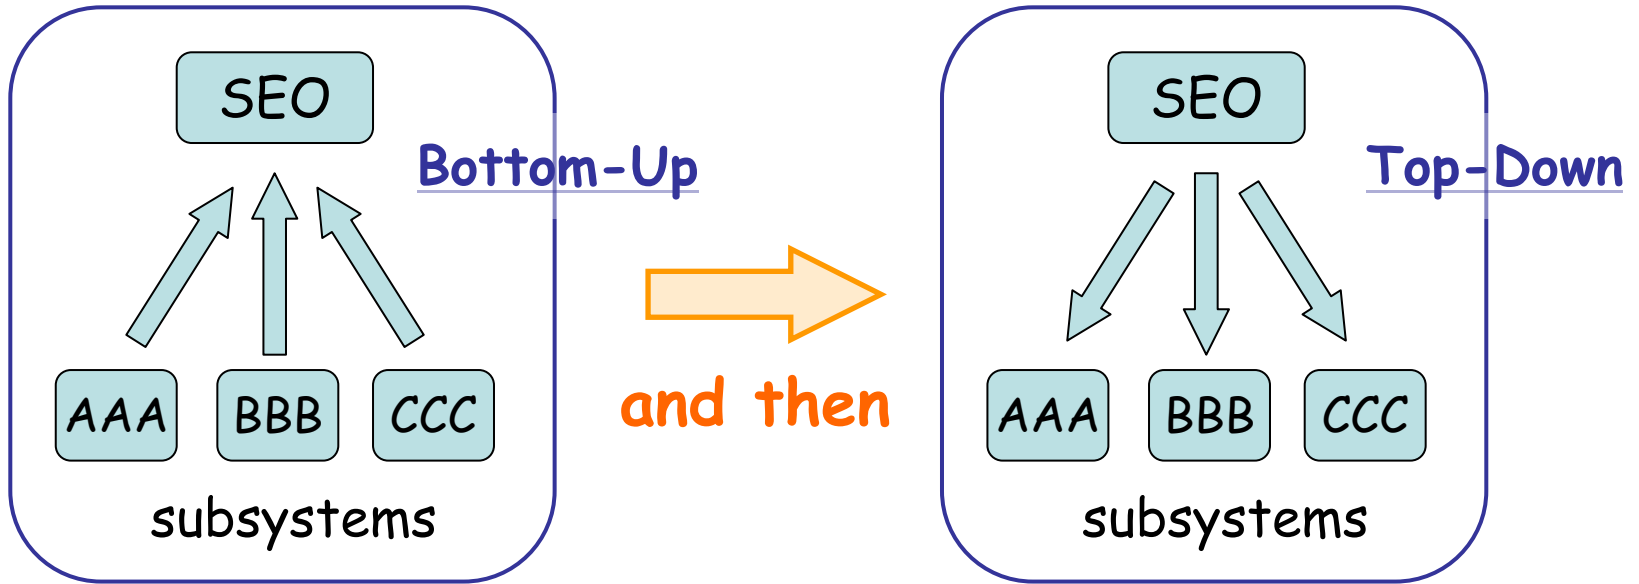 SEO
Bottom-Up
AAA BBB CCC
subsystems
and then
SEO
Top-Down
AAA BBB CCC
subsystems